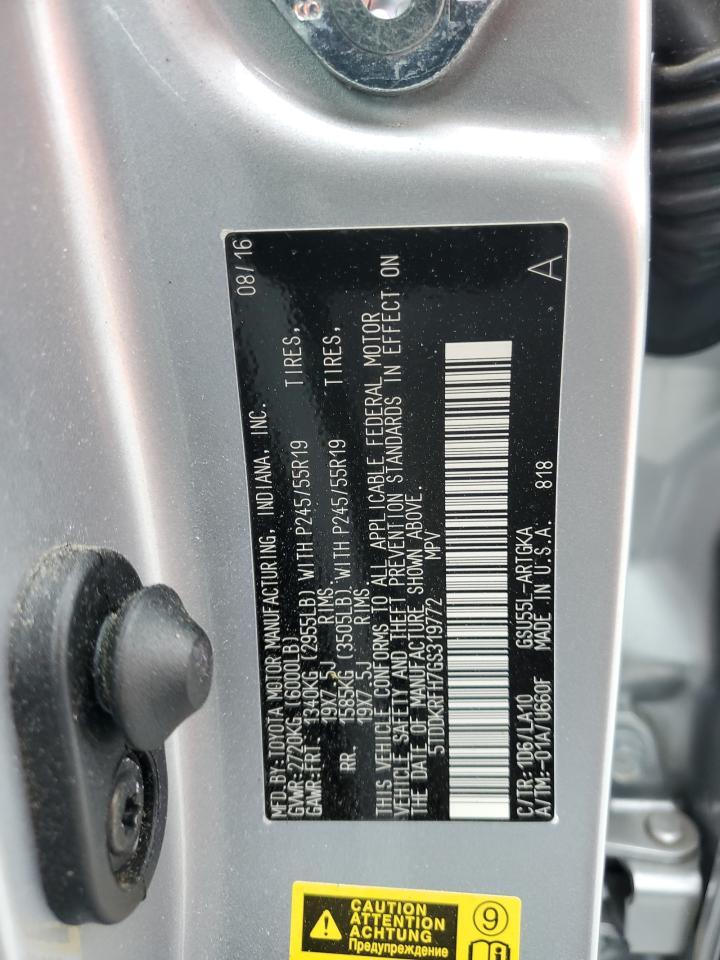 MFD.BY:TOYOTA MOTOR MANUFACTURING, INDIANA, INC. 08/16
GVWR:2720KG (6000LB)
GAWR:FRT 1340KG (2955LB) WITH P245/55R19 TIRES,
19X7.5J RIMS
RR. 1585KG (3505LB) WITH P245/55R19 TIRES,
19X7.5J RIMS
THIS VEHICLE CONFORMS TO ALL APPLICABLE FEDERAL MOTOR
VEHICLE SAFETY AND THEFT PREVENTION STANDARDS IN EFFECT ON
THE DATE OF MANUFACTURE SHOWN ABOVE.
5TDDKRFH7GS319772 MPV
C/TR:1D6/LA10 GSU55L-ARTGKA
A/TM:-01A/U660F MADE IN U.S.A. 818 A
CAUTION
ATTENTION
ACHTUNG
Предупреждение
9